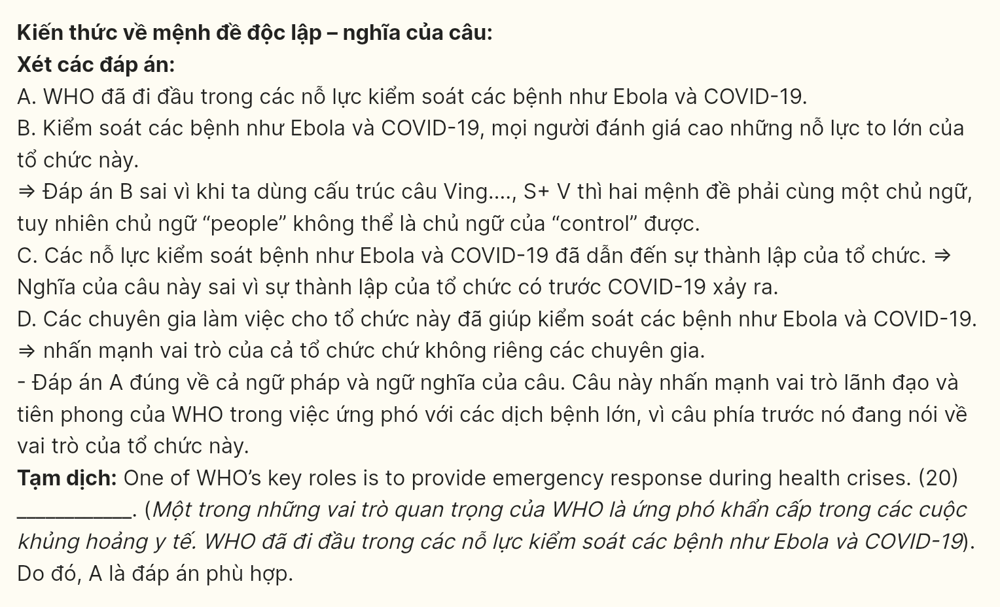 Kiến thức về mệnh đề độc lập – nghĩa của câu:
Xét các đáp án:
A. WHO đã đi đầu trong các nỗ lực kiểm soát các bệnh như Ebola và COVID-19.
B. Kiểm soát các bệnh như Ebola và COVID-19, mọi người đánh giá cao những nỗ lực to lớn của
tổ chức này.
⇒ Đáp án B sai vì khi ta dùng cấu trúc câu Ving...., S+ V thì hai mệnh đề phải cùng một chủ ngữ,
tuy nhiên chủ ngữ “people” không thể là chủ ngữ của “control” được.
C. Các nỗ lực kiểm soát bệnh như Ebola và COVID-19 đã dẫn đến sự thành lập của tổ chức. ⇒
Nghĩa của câu này sai vì sự thành lập của tổ chức có trước COVID-19 xảy ra.
D. Các chuyên gia làm việc cho tổ chức này đã giúp kiểm soát các bệnh như Ebola và COVID-19.
⇒ nhấn mạnh vai trò của cả tổ chức chứ không riêng các chuyên gia.
- Đáp án A đúng về cả ngữ pháp và ngữ nghĩa của câu. Câu này nhấn mạnh vai trò lãnh đạo và
tiên phong của WHO trong việc ứng phó với các dịch bệnh lớn, vì câu phía trước nó đang nói về
vai trò của tổ chức này.
Tạm dịch: One of WHO’s key roles is to provide emergency response during health crises. (20)
___________. (Một trong những vai trò quan trọng của WHO là ứng phó khẩn cấp trong các cuộc
khủng hoảng y tế. WHO đã đi đầu trong các nỗ lực kiểm soát các bệnh như Ebola và COVID-19).
Do đó, A là đáp án phù hợp.